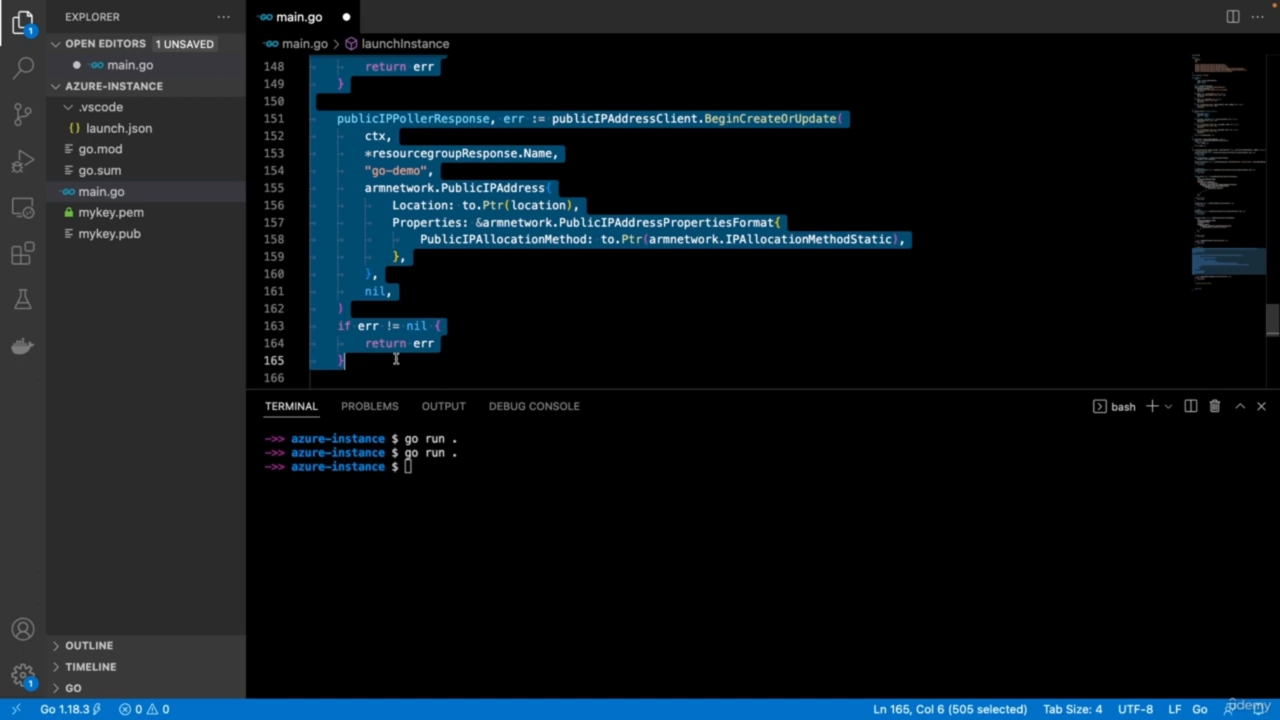 EXPLORER
main.go
OPEN EDITORS 1 UNSAVED
main.go > launchInstance
main.go
AZURE-INSTANCE
.vscode
launch.json
go.mod
go.sum
main.go
mykey.pem
mykey.pub
148 return err
149 }
150
151 publicIPPollerResponse, err := publicIPAddressClient.BeginCreateOrUpdate(
152 ctx,
153 *resourcegroupResponse.Name,
154 "go-demo",
155 armnetwork.PublicIPAddress{
156 Location: to.Ptr(location),
157 Properties: &armnetwork.PublicIPAddressPropertiesFormat{
158 PublicIPAllocationMethod: to.Ptr(armnetwork.IPAllocationMethodStatic),
159 },
160 },
161 nil,
162 )
163 if err != nil {
164 return err
165 }
166
TERMINAL PROBLEMS OUTPUT DEBUG CONSOLE
bash
->> azure-instance $ go run .
->> azure-instance $ go run .
->> azure-instance $
OUTLINE
TIMELINE
GO
1
1
Go 1.18.3 0 0 Ln 165, Col 6 (505 selected) Tab Size: 4 UTF-8 LF Go
ûdemy